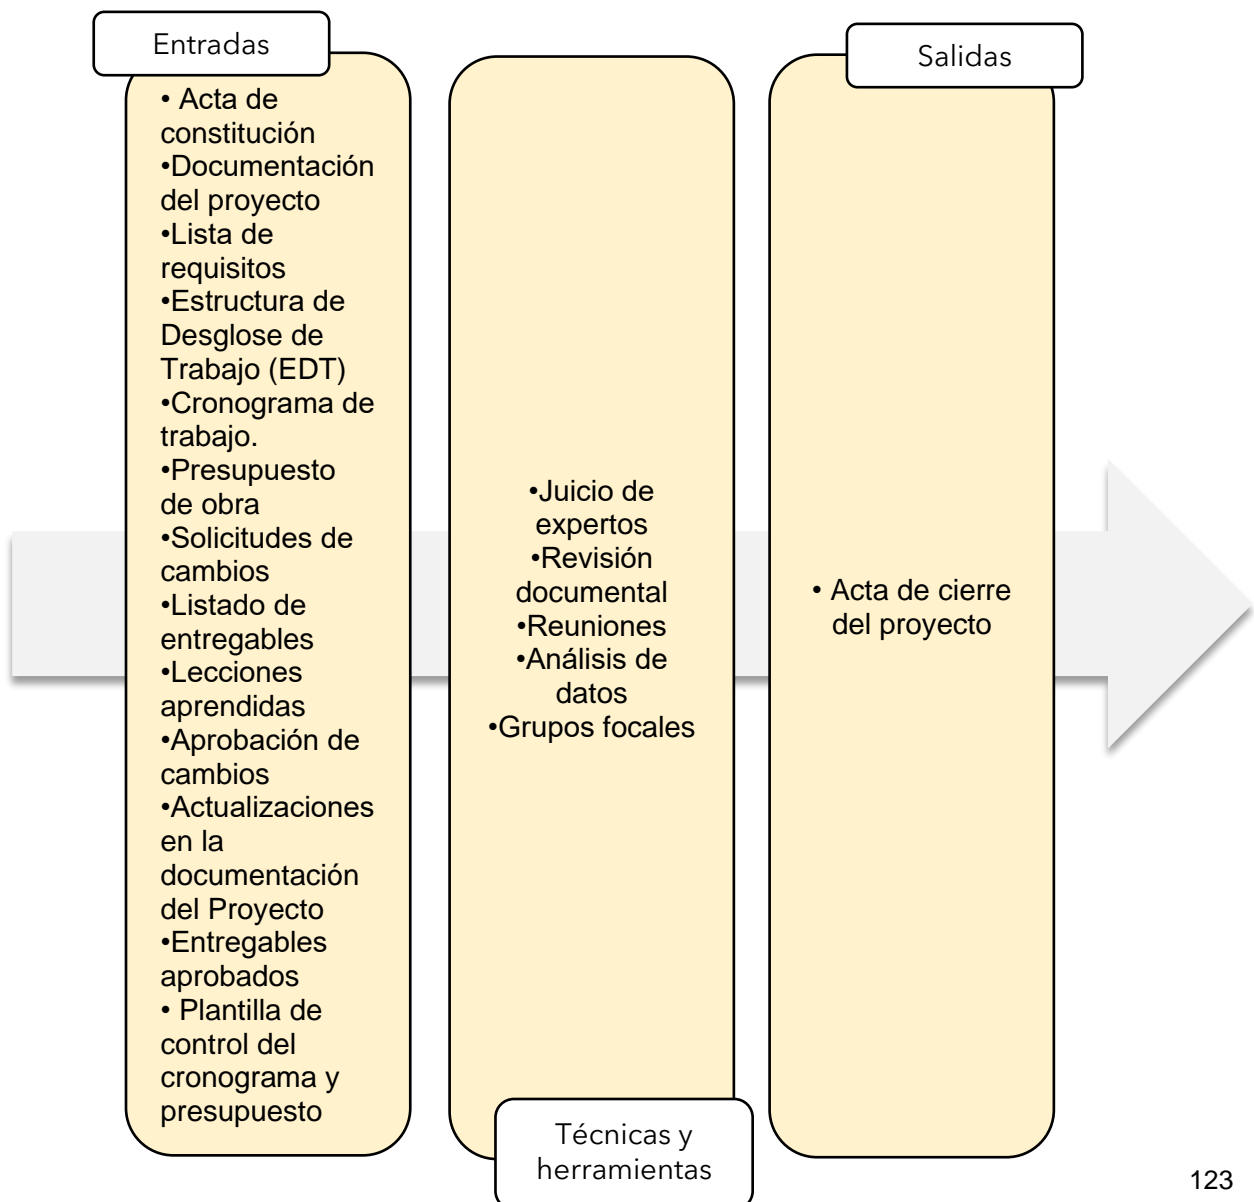 Entradas
• Acta de
constitución
•Documentación
del proyecto
•Lista de
requisitos
•Estructura de
Desglose de
Trabajo (EDT)
•Cronograma de
trabajo.
•Presupuesto
de obra
•Solicitudes de
cambios
•Listado de
entregables
•Lecciones
aprendidas
•Aprobación de
cambios
•Actualizaciones
en la
documentación
del Proyecto
•Entregables
aprobados
• Plantilla de
control del
cronograma y
presupuesto
•Juicio de
expertos
•Revisión
documental
•Reuniones
•Análisis de
datos
•Grupos focales
Técnicas y
herramientas
Salidas
• Acta de cierre
del proyecto
123